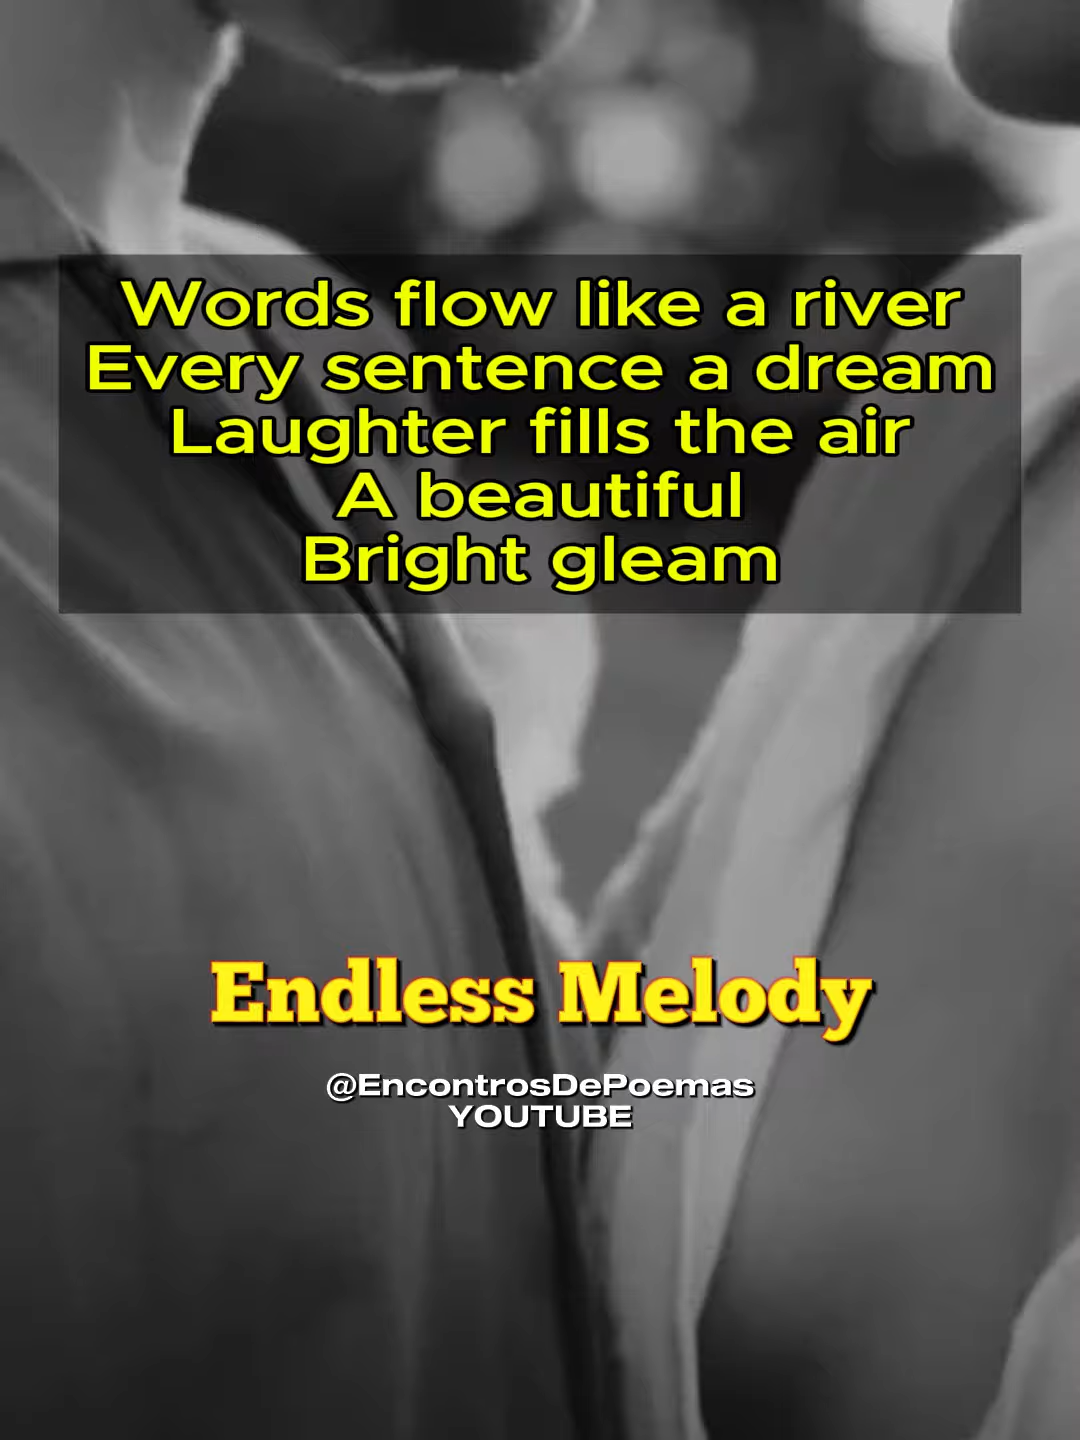 Words flow like a river
Every sentence a dream
Laughter fills the air
A beautiful
Bright gleam
Endless Melody
@EncontrosDePoemas
YOUTUBE